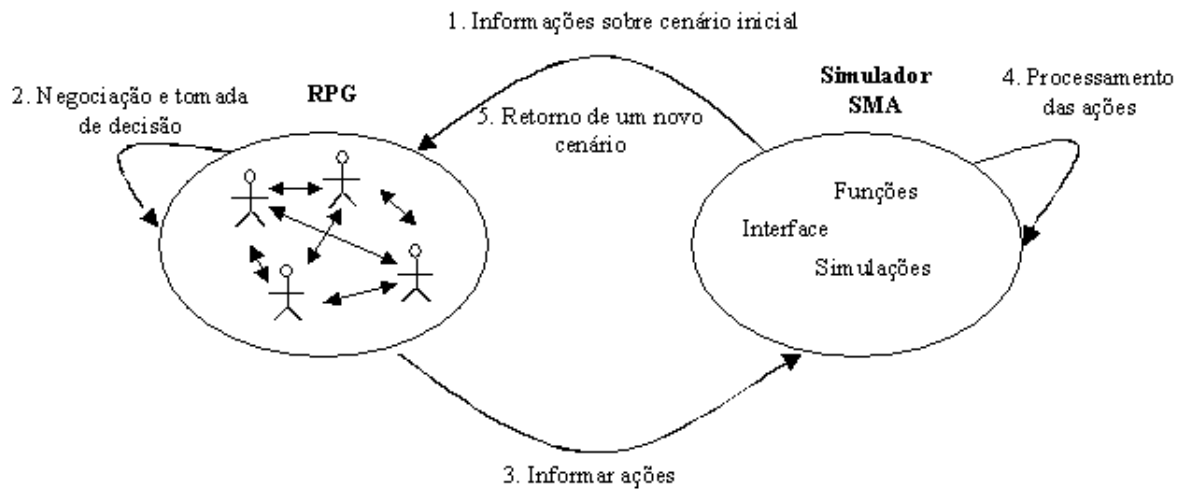 1. Informações sobre cenário inicial
2. Negociação e tomada
de decisão
RPG
Simulador
SMA
4. Processamento
das ações
5. Retorno de um novo
cenário
Funções
Interface
Simulações
3. Informar ações